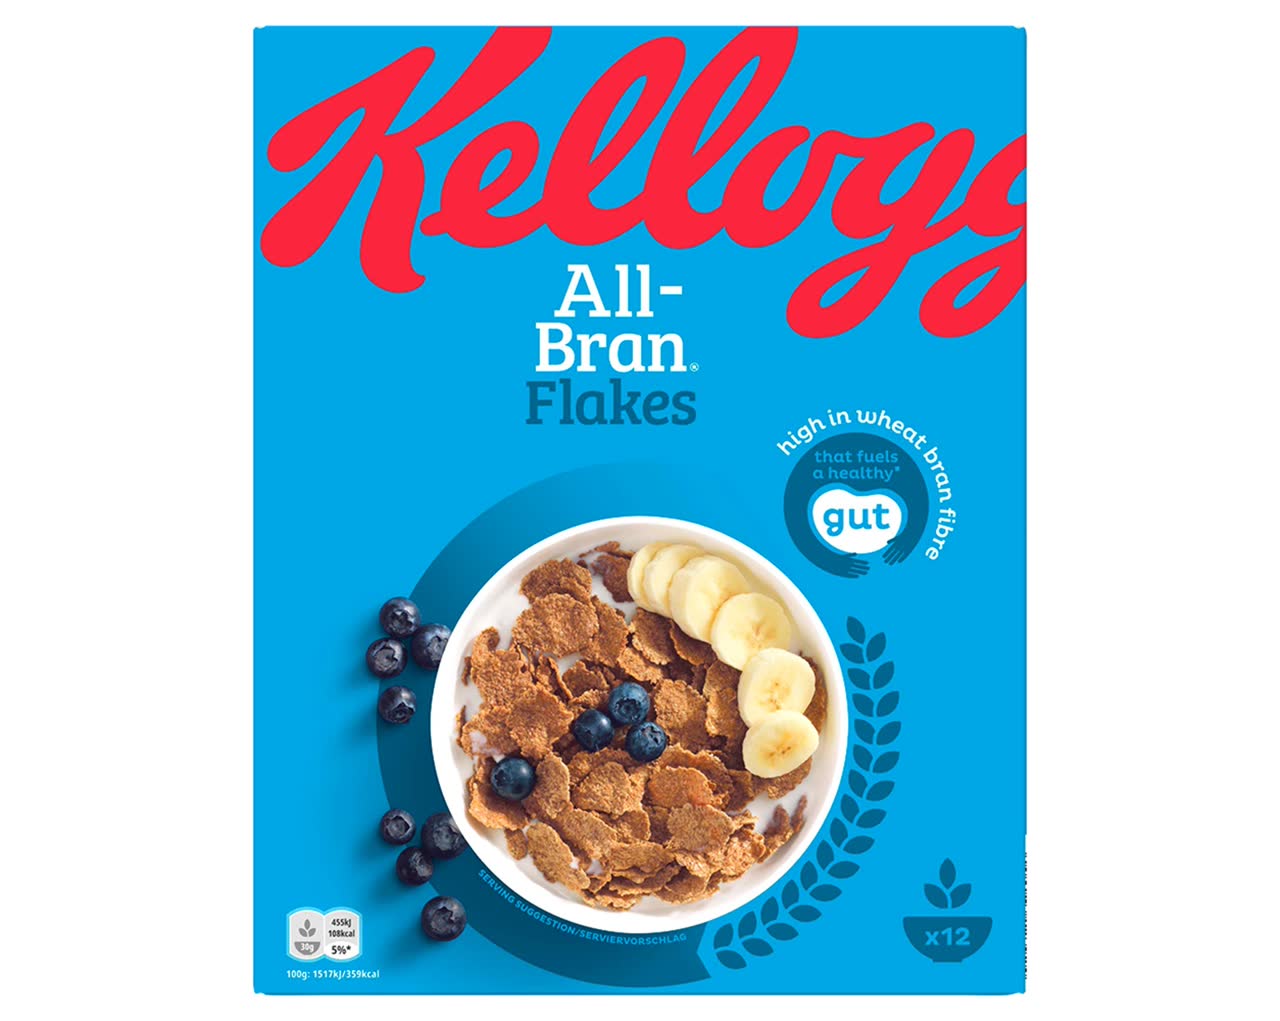 Kellogg
All-
Bran®
Flakes
high in wheat bran fibre
that fuels
a healthy*
gut
SERVING SUGGESTION/SERVIERVORSCHLAG
x12
30g
455kJ
108kcal
5%*
100g: 1517kJ/359kcal